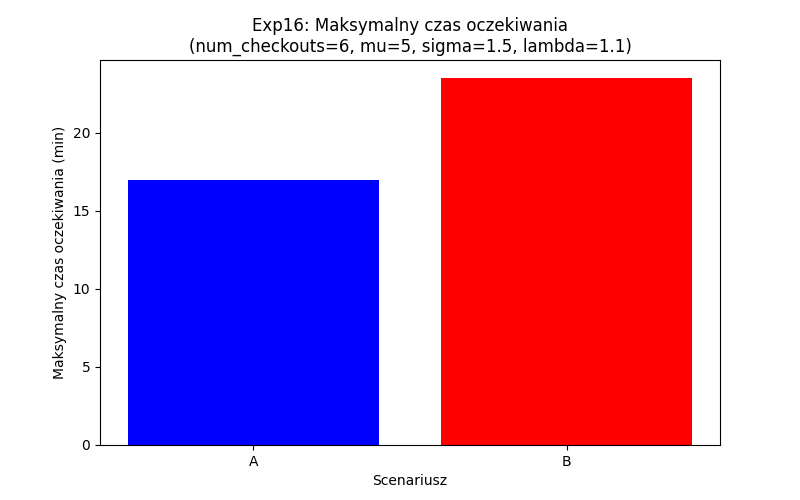 Exp16: Maksymalny czas oczekiwania
(num_checkouts=6, mu=5, sigma=1.5, lambda=1.1)
Maksymalny czas oczekiwania (min)
20
15
10
5
0
A
B
Scenariusz